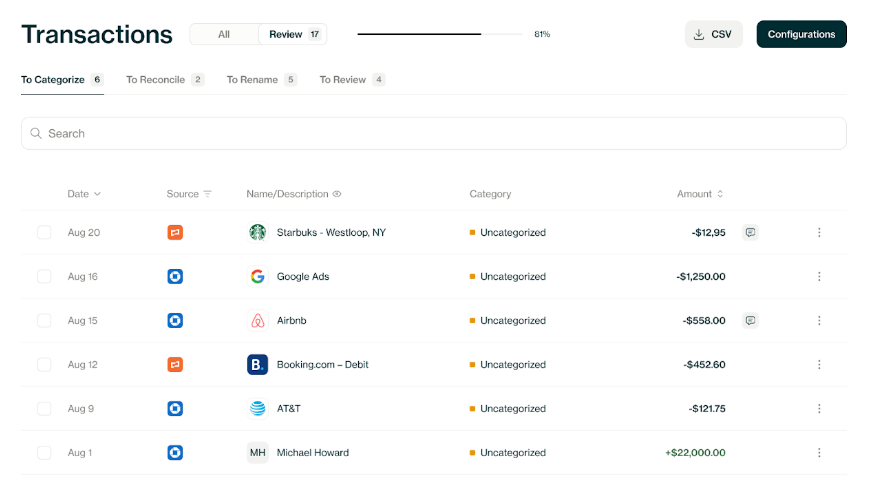 Transactions All Review 17 81% CSV Configurations
To Categorize 6 To Reconcile 2 To Rename 5 To Review 4
Search
Date Source Name/Description Category Amount
Aug 20 Starbuks - Westloop, NY Uncategorized -$12,95
Aug 16 Google Ads Uncategorized -$1,250.00
Aug 15 Airbnb Uncategorized -$558.00
Aug 12 B. Booking.com – Debit Uncategorized -$452.60
Aug 9 AT&T Uncategorized -$121.75
Aug 1 MH Michael Howard Uncategorized +$22,000.00